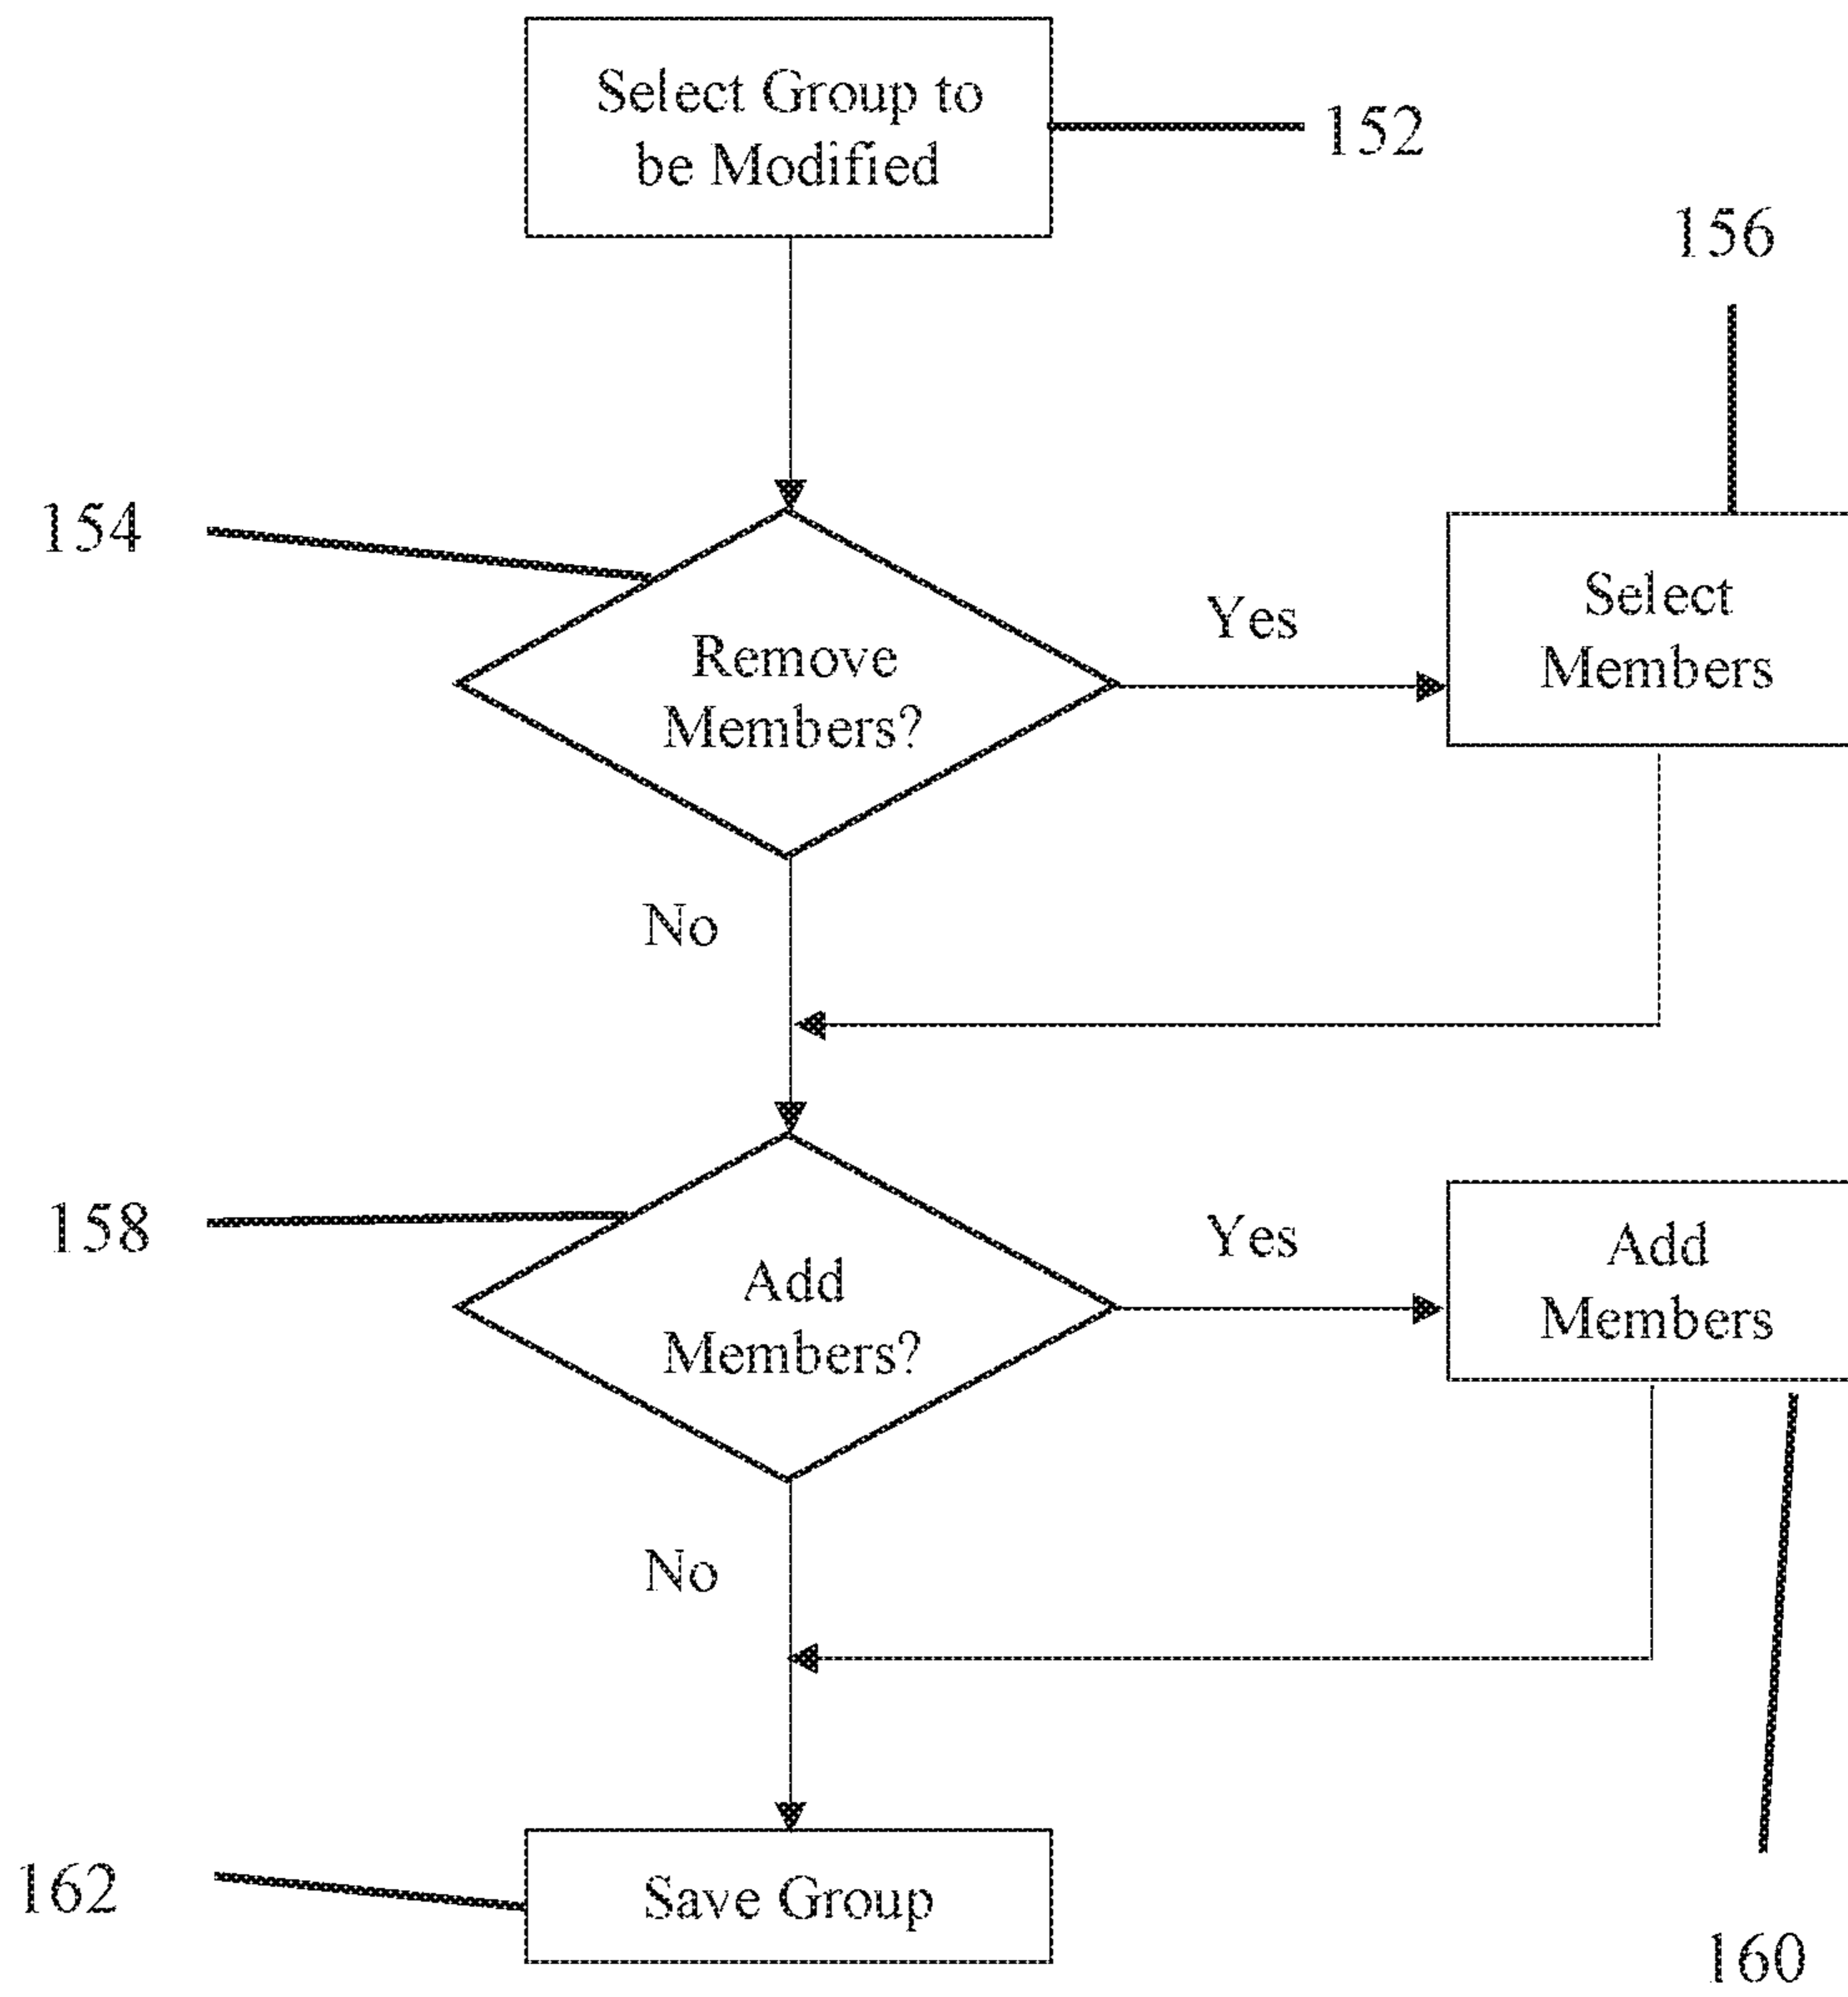 Select Group to
be Modified
152
156
154
Remove
Members?
Yes
Select
Members
No
158
Add
Members?
Yes
Add
Members
No
162
Save Group
160